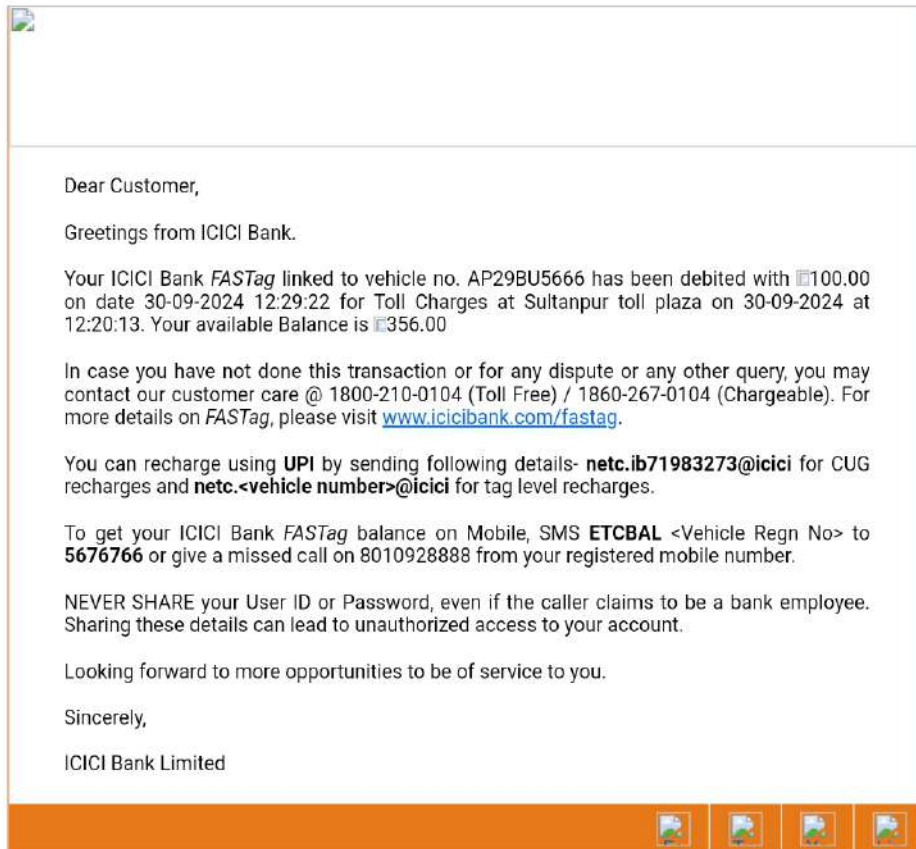 Dear Customer,
Greetings from ICICI Bank.
Your ICICI Bank FASTag linked to vehicle no. AP29BU5666 has been debited with 100.00
on date 30-09-2024 12:29:22 for Toll Charges at Sultanpur toll plaza on 30-09-2024 at
12:20:13. Your available Balance is 356.00
In case you have not done this transaction or for any dispute or any other query, you may
contact our customer care @ 1800-210-0104 (Toll Free) / 1860-267-0104 (Chargeable). For
more details on FASTag, please visit www.icicibank.com/fastag.
You can recharge using UPI by sending following details- netc.ib71983273@icici for CUG
recharges and netc.<vehicle number>@icici for tag level recharges.
To get your ICICI Bank FASTag balance on Mobile, SMS ETCBAL <Vehicle Regn No> to
5676766 or give a missed call on 8010928888 from your registered mobile number.
NEVER SHARE your User ID or Password, even if the caller claims to be a bank employee.
Sharing these details can lead to unauthorized access to your account.
Looking forward to more opportunities to be of service to you.
Sincerely,
ICICI Bank Limited